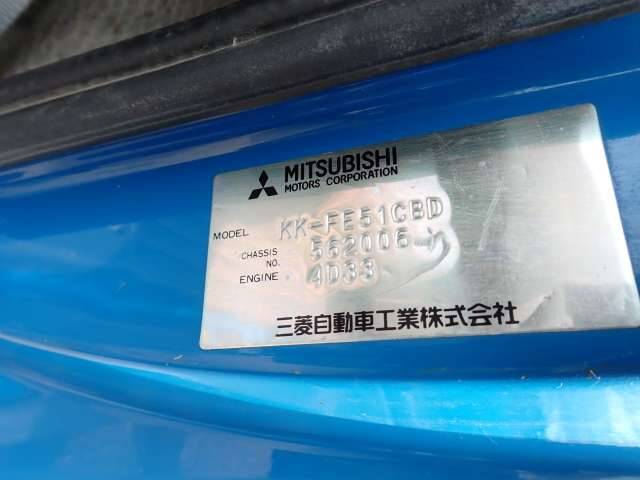 MITSUBISHI
MOTORS CORPORATION
MODEL KK-FE51CBD
CHASSIS NO. 562006
ENGINE 4D33
三菱自動車工業株式会社